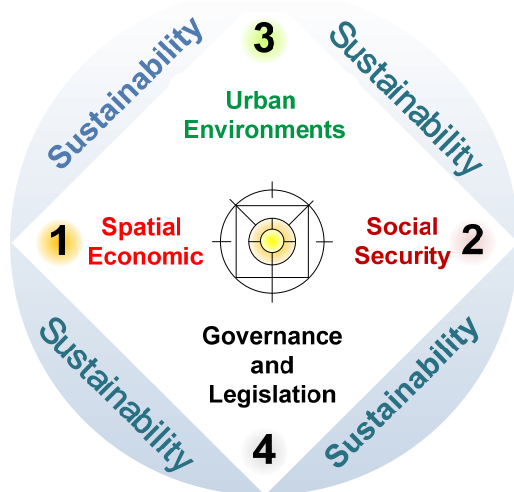 Sustainability
3
Sustainability
Urban
Environments
1
Spatial
Economic
Social
Security
2
Governance
and
Legislation
Sustainability
4
Sustainability